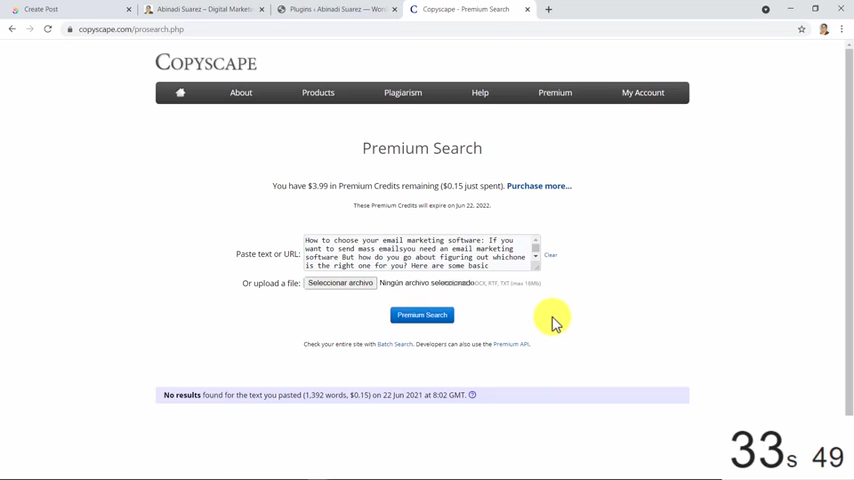 Create Post
Abinadi Suarez – Digital Marketi
Plugins ‹ Abinadi Suarez — Wor
C Copyscape - Premium Search
copyscape.com/prosearch.php
COPYSCAPE
About Products Plagiarism Help Premium My Account
Premium Search
You have $3.99 in Premium Credits remaining ($0.15 just spent). Purchase more...
These Premium Credits will expire on Jun 22, 2022.
Paste text or URL:
How to choose your email marketing software: If you
want to send mass emailsyou need an email marketing
software But how do you go about figuring out whichone
is the right one for you? Here are some basic
Clear
Or upload a file: Seleccionar archivo Ningún archivo seleccionado OCX, RTF, TXT (max 16Mb)
Premium Search
Check your entire site with Batch Search. Developers can also use the Premium API.
No results found for the text you pasted (1,392 words, $0.15) on 22 Jun 2021 at 8:02 GMT.
33s 49